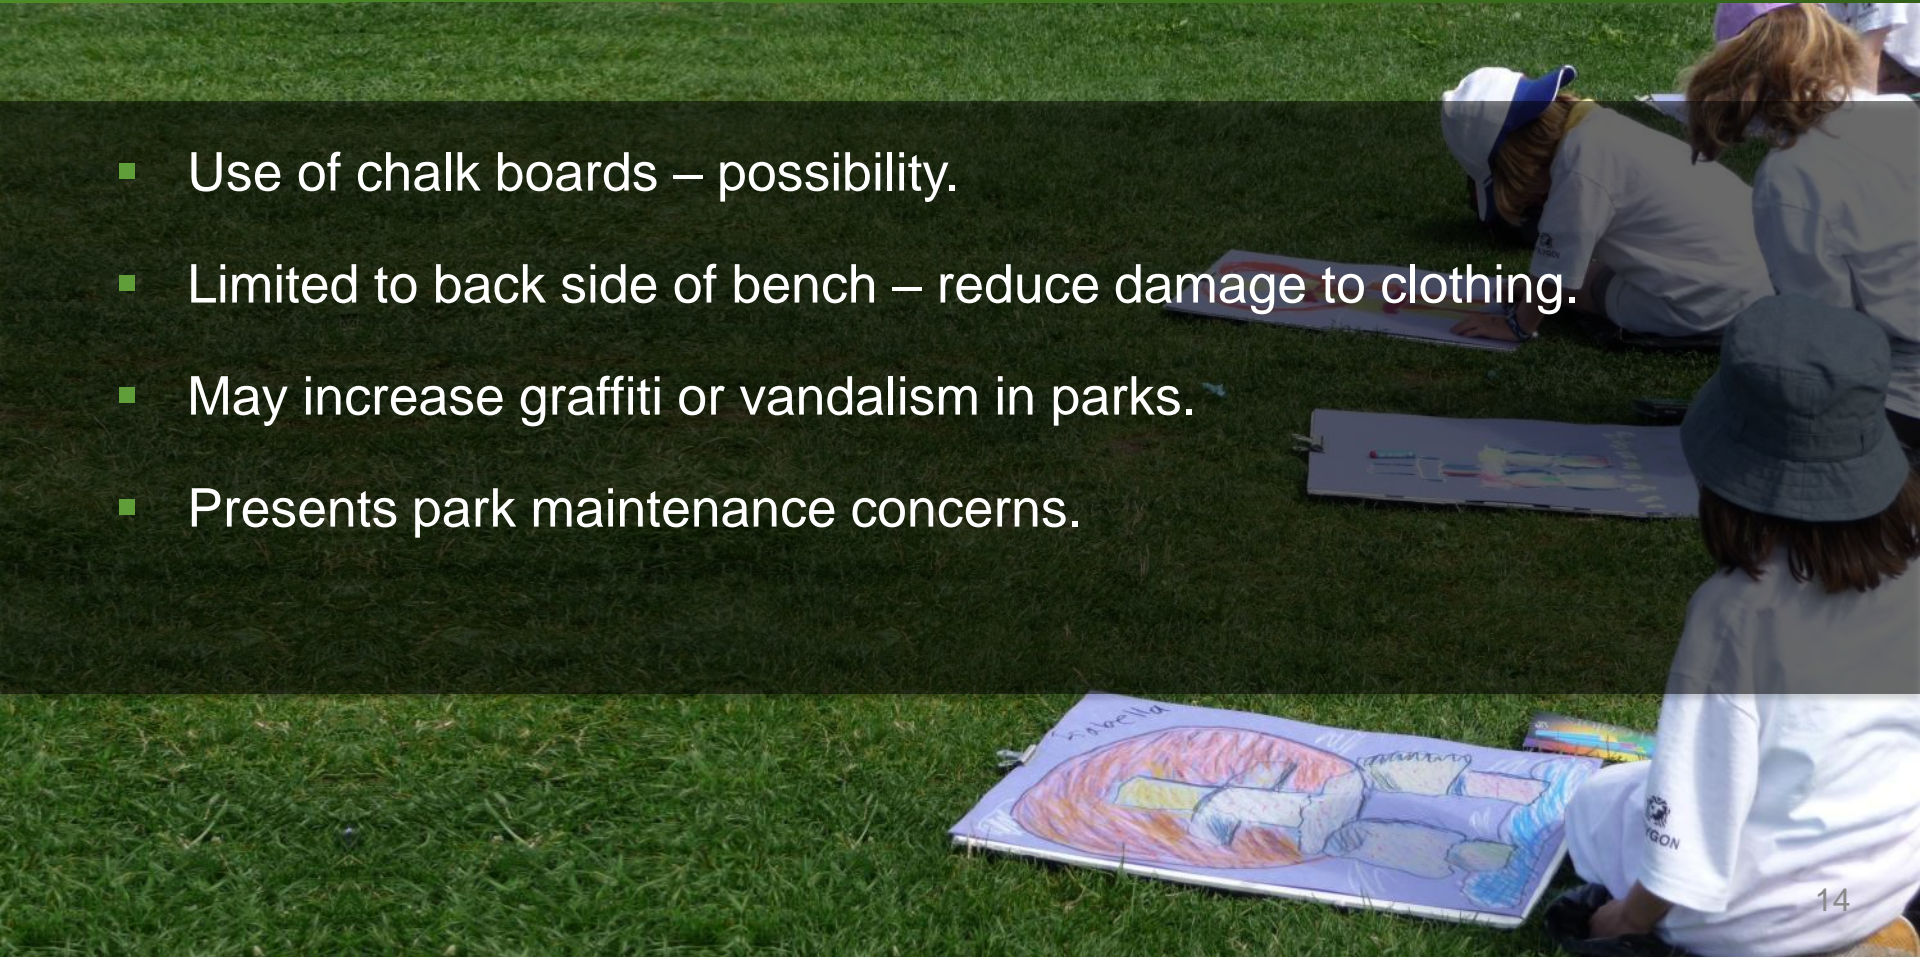 Use of chalk boards – possibility.
Limited to back side of bench – reduce damage to clothing.
May increase graffiti or vandalism in parks.
Presents park maintenance concerns.
14